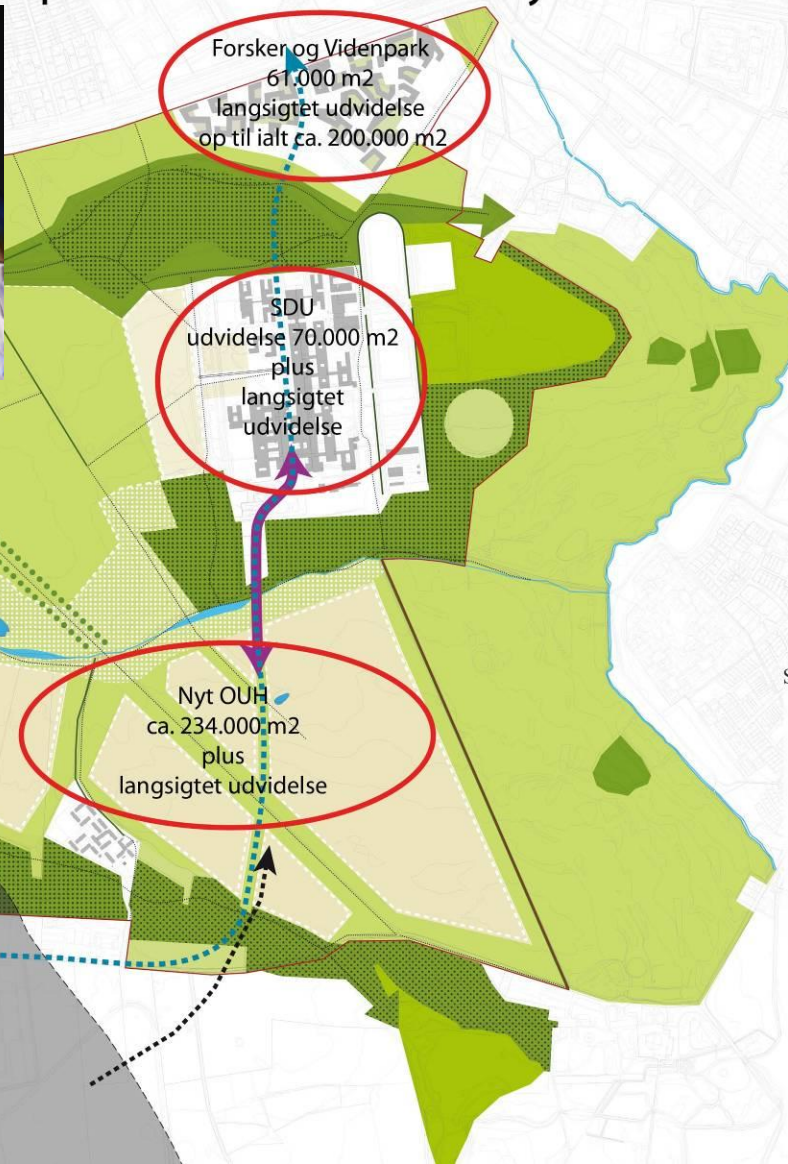 Forsker og Videnpark
61.000 m2
langsigtet udvidelse
op til ialt ca. 200.000 m2
SDU
udvidelse 70.000 m2
plus
langsigtet
udvidelse
Nyt OUH
ca. 234.000 m2
plus
langsigtet udvidelse